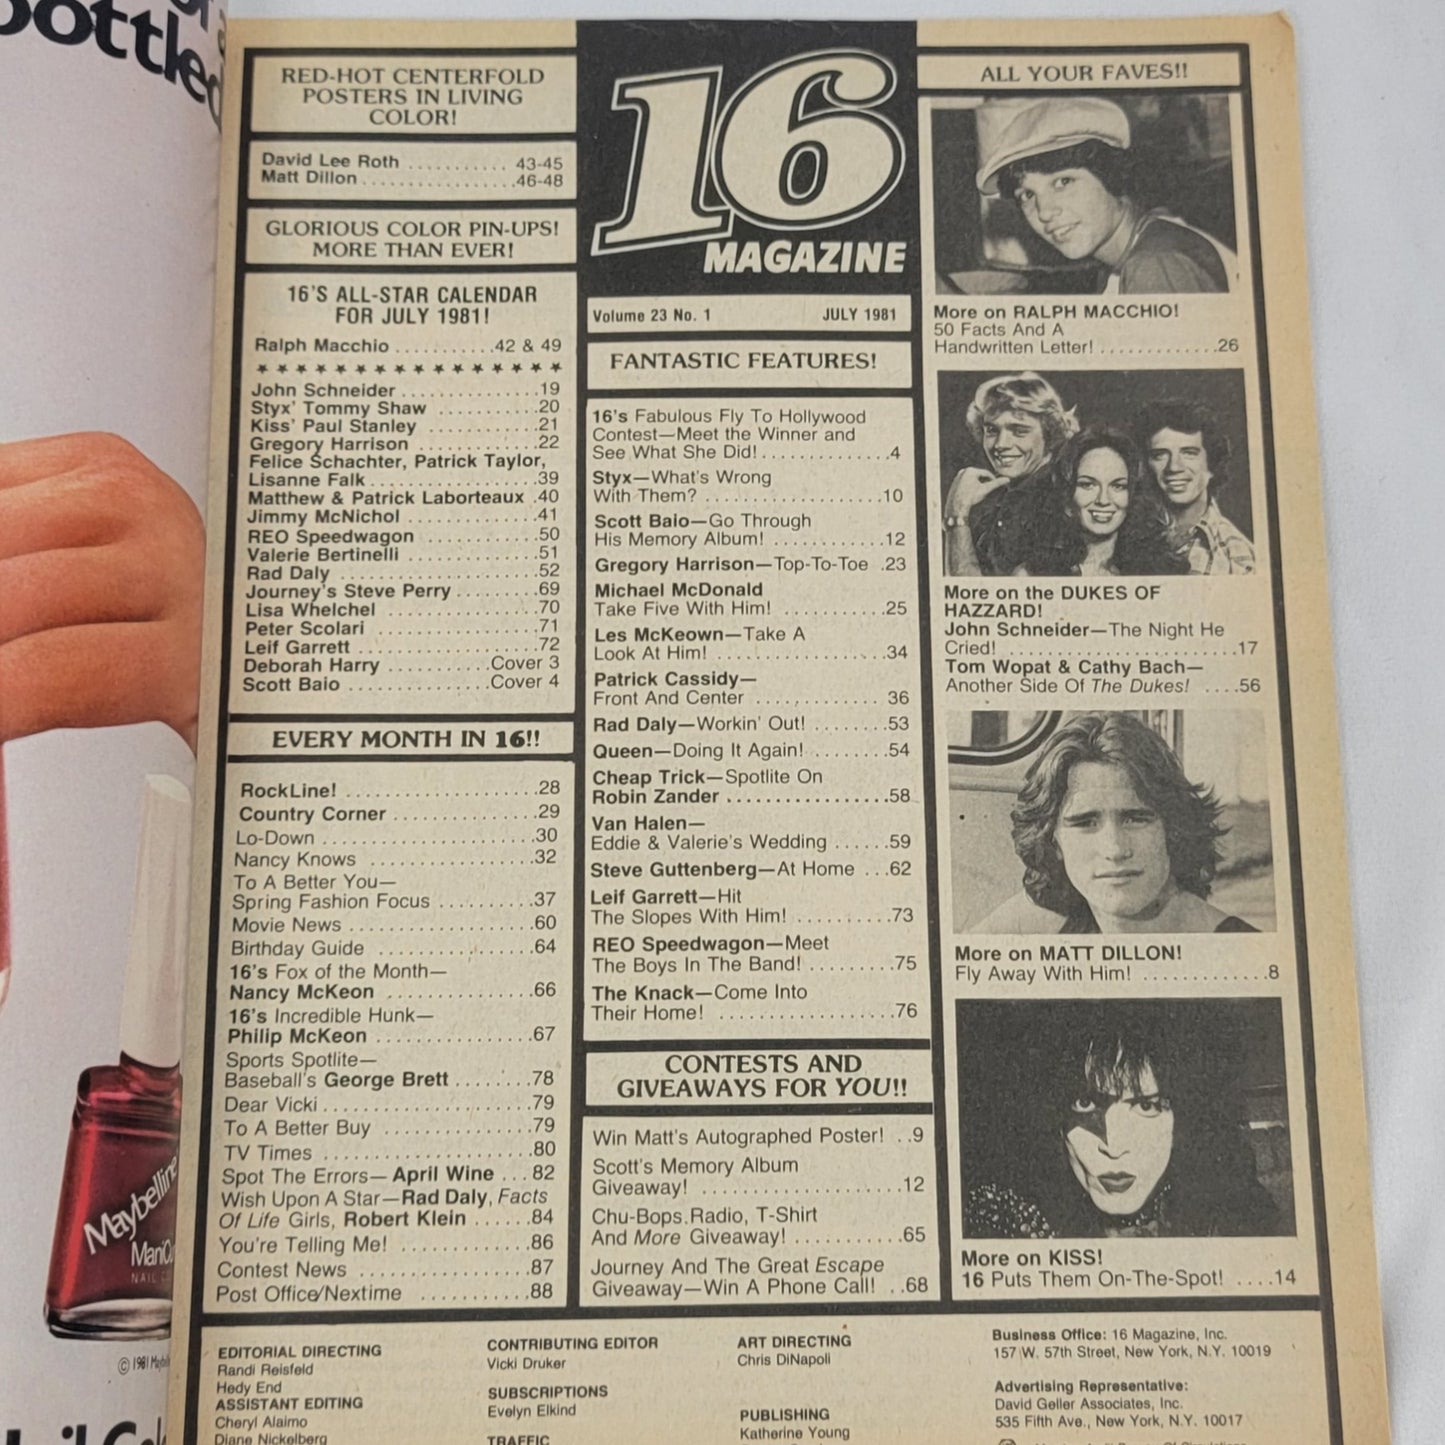 bottled
Maybelline
NAIL
© 1981
RED-HOT CENTERFOLD
POSTERS IN LIVING
COLOR!
David Lee Roth .......... 43-45
Matt Dillon ................46-48
GLORIOUS COLOR PIN-UPS!
MORE THAN EVER!
16'S ALL-STAR CALENDAR
FOR JULY 1981!
Ralph Macchio ...........42 & 49
John Schneider ..............19
Styx' Tommy Shaw ..........20
Kiss' Paul Stanley ...........21
Gregory Harrison ............22
Felice Schachter, Patrick Taylor,
Lisanne Falk .................39
Matthew & Patrick Laborteaux .40
Jimmy McNichol .............41
REO Speedwagon ............50
Valerie Bertinelli .............51
Rad Daly ...................52
Journey's Steve Perry .........69
Lisa Whelchel ...............70
Peter Scolari ................71
Leif Garrett .................72
Deborah Harry ..........Cover 3
Scott Baio ..............Cover 4
EVERY MONTH IN 16!!
RockLine! ...................28
Country Corner ..............29
Lo-Down ....................30
Nancy Knows ................32
To A Better You—
Spring Fashion Focus ..........37
Movie News ..................60
Birthday Guide ...............64
16's Fox of the Month—
Nancy McKeon ..............66
16's Incredible Hunk—
Philip McKeon ...............67
Sports Spotlite—
Baseball's George Brett ........78
Dear Vicki ....................79
To A Better Buy ...............79
TV Times ....................80
Spot The Errors— April Wine ...82
Wish Upon A Star—Rad Daly, Facts
Of Life Girls, Robert Klein ......84
You're Telling Me! .............86
Contest News .................87
Post Office/Nextime ...........88
16
MAGAZINE
Volume 23 No. 1 JULY 1981
FANTASTIC FEATURES!
16's Fabulous Fly To Hollywood
Contest—Meet the Winner and
See What She Did! .............4
Styx—What's Wrong
With Them? ..................10
Scott Baio—Go Through
His Memory Album! ...........12
Gregory Harrison—Top-To-Toe .23
Michael McDonald
Take Five With Him! ..........25
Les McKeown—Take A
Look At Him! .................34
Patrick Cassidy—
Front And Center ............. 36
Rad Daly—Workin' Out! ........53
Queen—Doing It Again! ........54
Cheap Trick—Spotlite On
Robin Zander .................58
Van Halen—
Eddie & Valerie's Wedding ......59
Steve Guttenberg—At Home ...62
Leif Garrett—Hit
The Slopes With Him! ..........73
REO Speedwagon—Meet
The Boys In The Band! .........75
The Knack—Come Into
Their Home! ..................76
CONTESTS AND
GIVEAWAYS FOR YOU!!
Win Matt's Autographed Poster! ..9
Scott's Memory Album
Giveaway! ....................12
Chu-Bops Radio, T-Shirt
And More Giveaway! ...........65
Journey And The Great Escape
Giveaway—Win A Phone Call! ..68
ALL YOUR FAVES!!
More on RALPH MACCHIO!
50 Facts And A
Handwritten Letter! .............26
More on the DUKES OF
HAZZARD!
John Schneider—The Night He
Cried! ..........................17
Tom Wopat & Cathy Bach—
Another Side Of The Dukes! ....56
More on MATT DILLON!
Fly Away With Him! .............8
More on KISS!
16 Puts Them On-The-Spot! ....14
EDITORIAL DIRECTING
Randi Reisfeld
Hedy End
ASSISTANT EDITING
Cheryl Alaimo
Diane Nickelberg
CONTRIBUTING EDITOR
Vicki Druker
SUBSCRIPTIONS
Evelyn Elkind
TRAFFIC
ART DIRECTING
Chris DiNapoli
PUBLISHING
Katherine Young
Business Office: 16 Magazine, Inc.
157 W. 57th Street, New York, N.Y. 10019
Advertising Representative:
David Geller Associates, Inc.
535 Fifth Ave., New York, N.Y. 10017